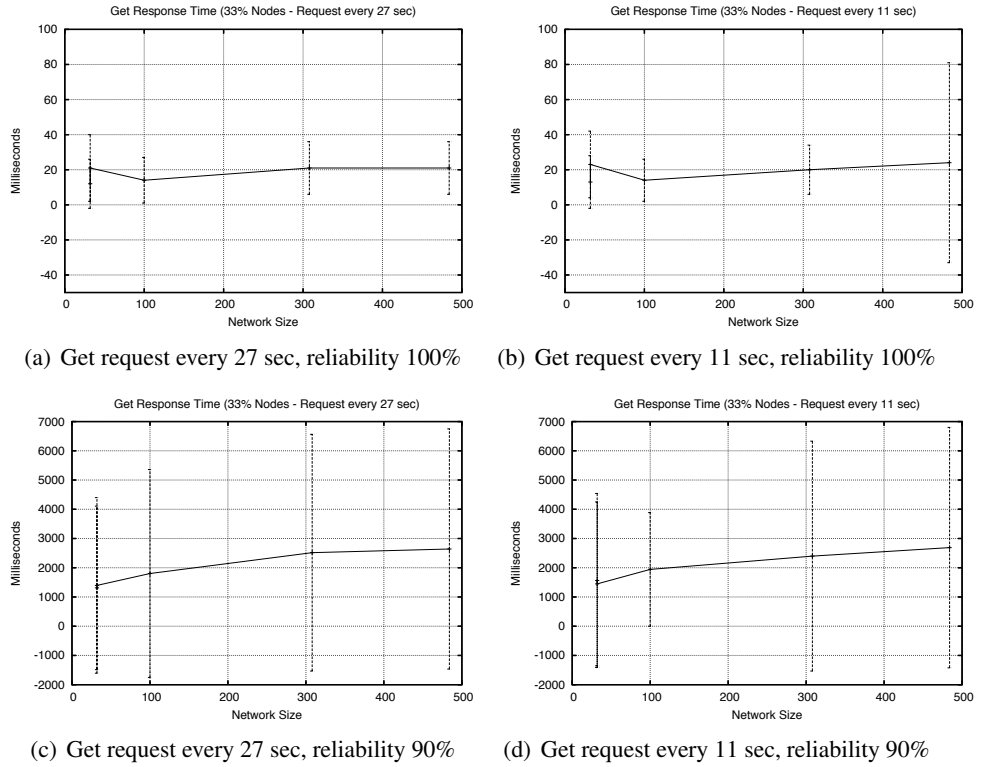 Get Response Time (33% Nodes - Request every 27 sec)
100
80
60
40
20
0
-20
-40
Milliseconds
0 100 200 300 400 500
Network Size
(a) Get request every 27 sec, reliability 100%
Get Response Time (33% Nodes - Request every 11 sec)
100
80
60
40
20
0
-20
-40
Milliseconds
0 100 200 300 400 500
Network Size
(b) Get request every 11 sec, reliability 100%
Get Response Time (33% Nodes - Request every 27 sec)
7000
6000
5000
4000
3000
2000
1000
0
-1000
-2000
Milliseconds
0 100 200 300 400 500
Network Size
(c) Get request every 27 sec, reliability 90%
Get Response Time (33% Nodes - Request every 11 sec)
7000
6000
5000
4000
3000
2000
1000
0
-1000
-2000
Milliseconds
0 100 200 300 400 500
Network Size
(d) Get request every 11 sec, reliability 90%